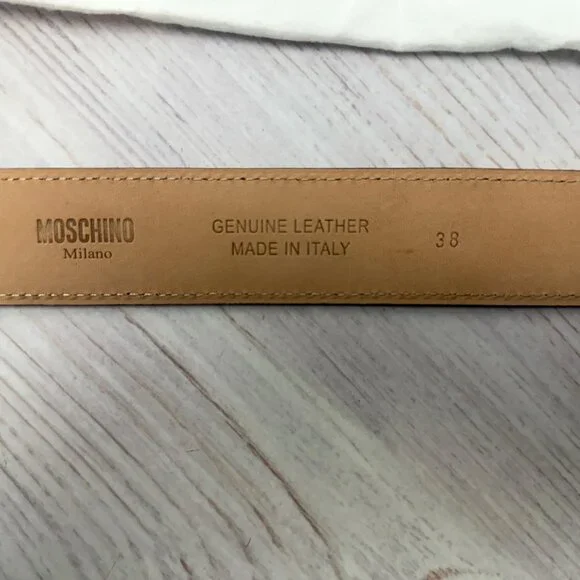 MOSCHINO
Milano
GENUINE LEATHER
MADE IN ITALY
38